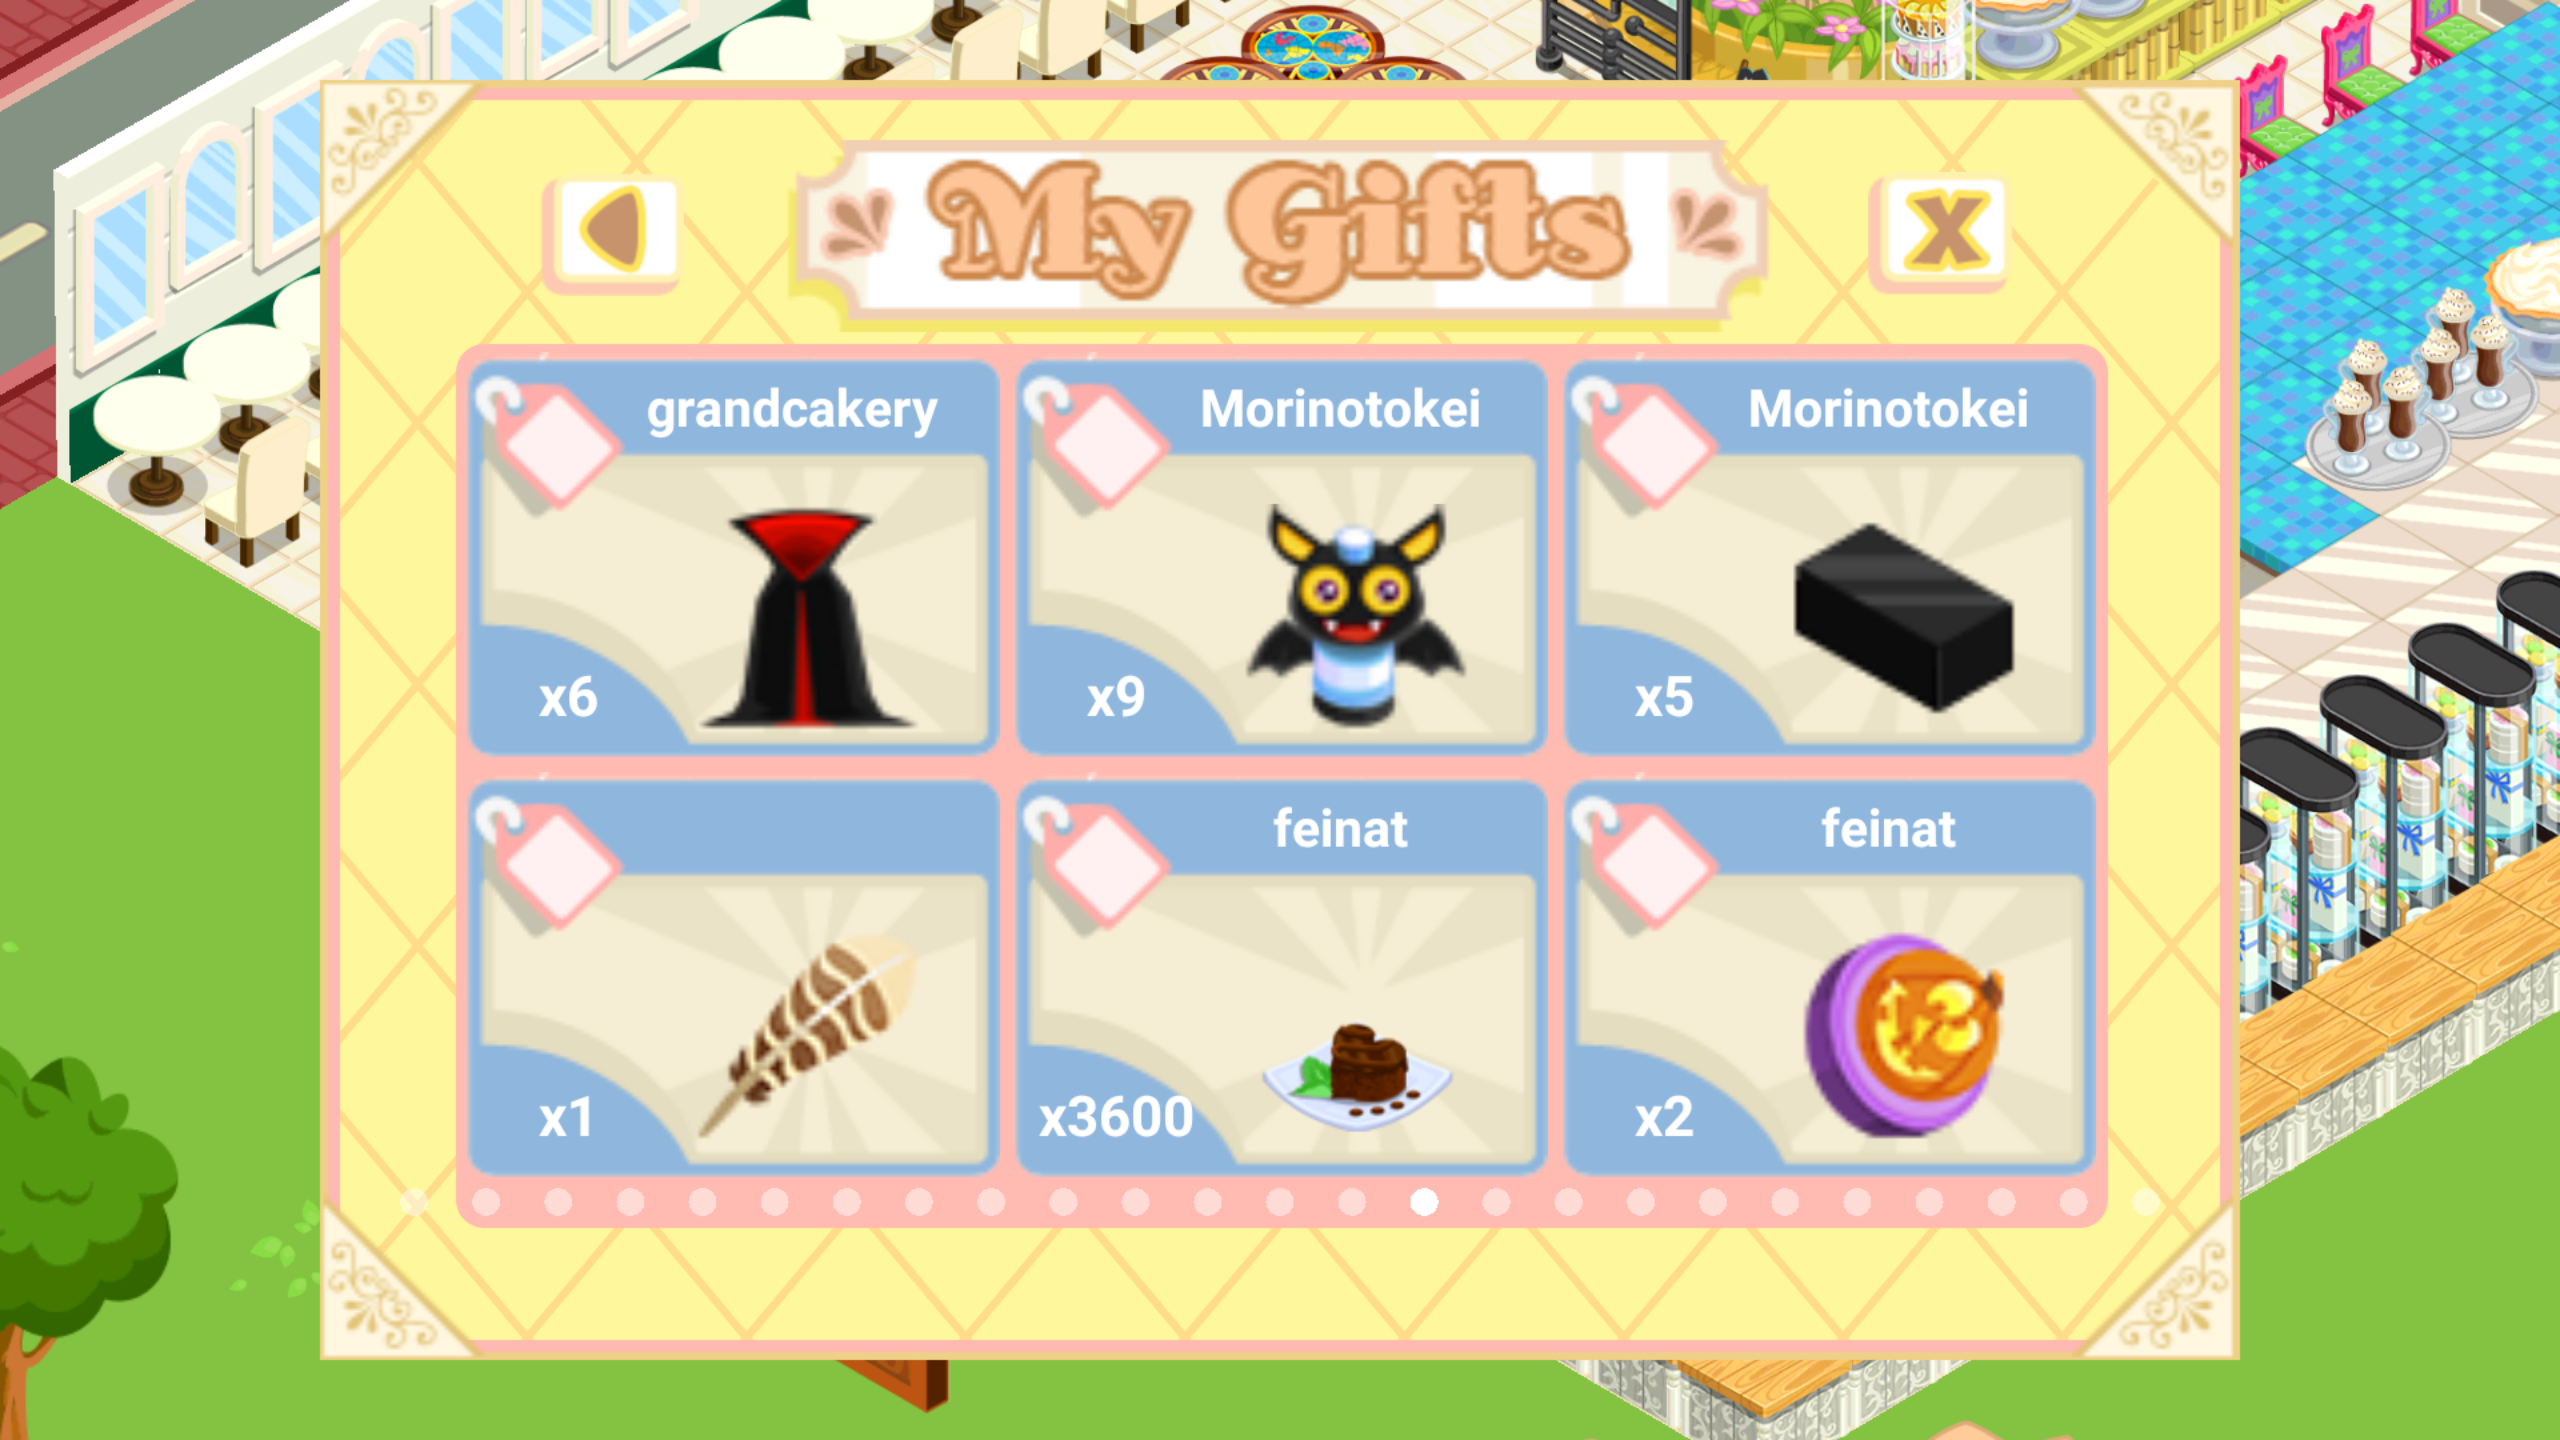 My Gifts
X
grandcakery
Morinotokei
Morinotokei
x6
x9
x5
feinat
feinat
x1
x3600
x2